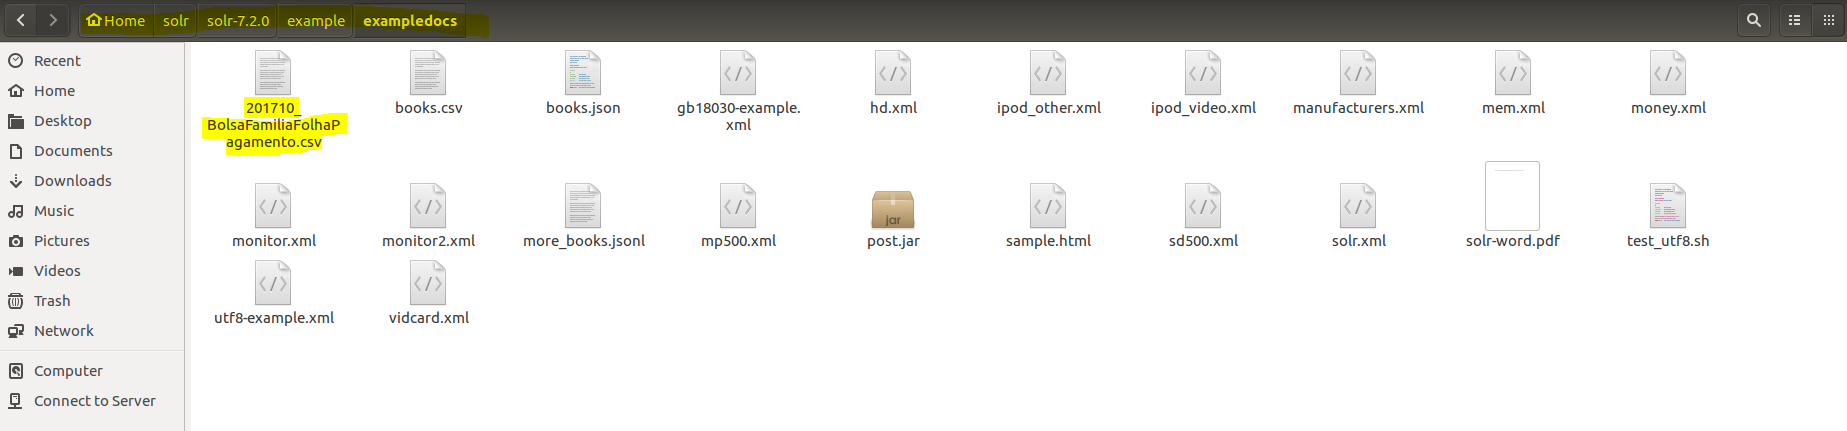 Home solr solr-7.2.0 example exampledocs
Recent
Home
Desktop
Documents
Downloads
Music
Pictures
Videos
Trash
Network
Computer
Connect to Server
201710_
BolsaFamiliaFolhaP
agamento.csv
books.csv
books.json
gb18030-example.
xml
hd.xml
ipod_other.xml
ipod_video.xml
manufacturers.xml
mem.xml
money.xml
monitor.xml
monitor2.xml
more_books.jsonl
mp500.xml
jar
post.jar
sample.html
sd500.xml
solr.xml
solr-word.pdf
test_utf8.sh
utf8-example.xml
vidcard.xml